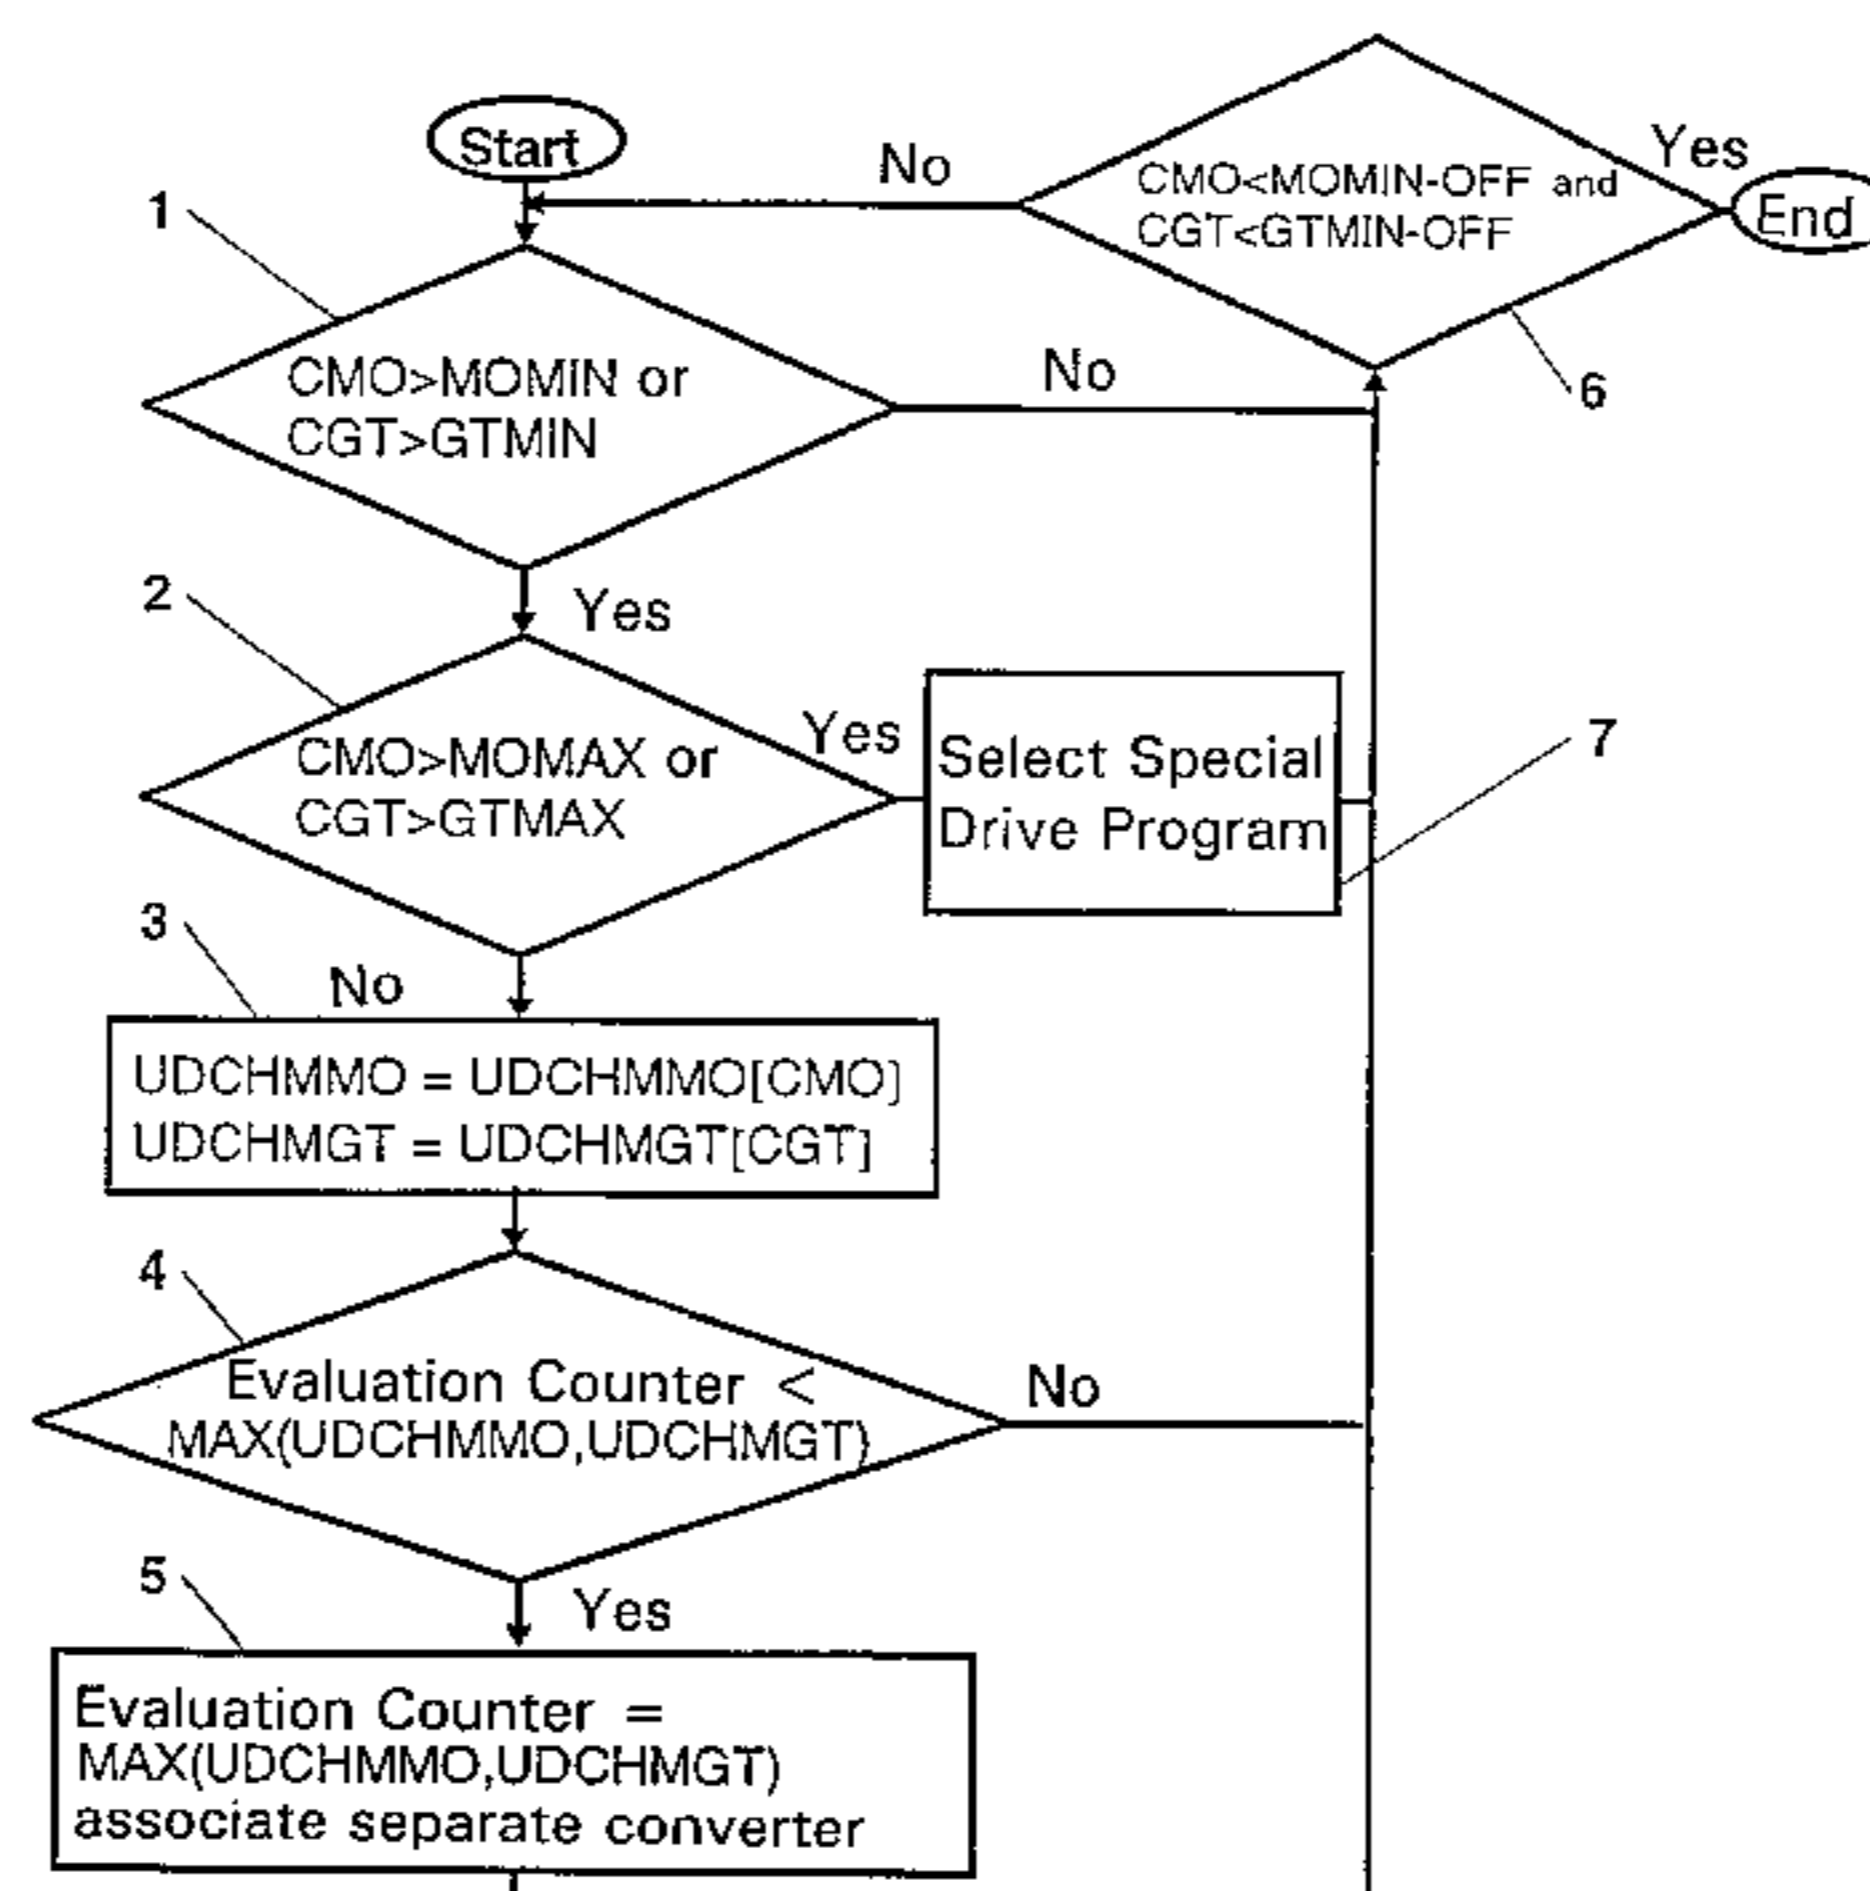 Start
No
CMO<MOMIN-OFF and
CGT<GTMIN-OFF
Yes
End
1
CMO>MOMIN or
CGT>GTMIN
No
6
2
Yes
CMO>MOMAX or
CGT>GTMAX
Yes
Select Special
Drive Program
7
3
No
UDCHMMO = UDCHMMO[CMO]
UDCHMGT = UDCHMGT[CGT]
4
Evaluation Counter <
MAX(UDCHMMO,UDCHMGT)
No
5
Yes
Evaluation Counter =
MAX(UDCHMMO,UDCHMGT)
associate separate converter